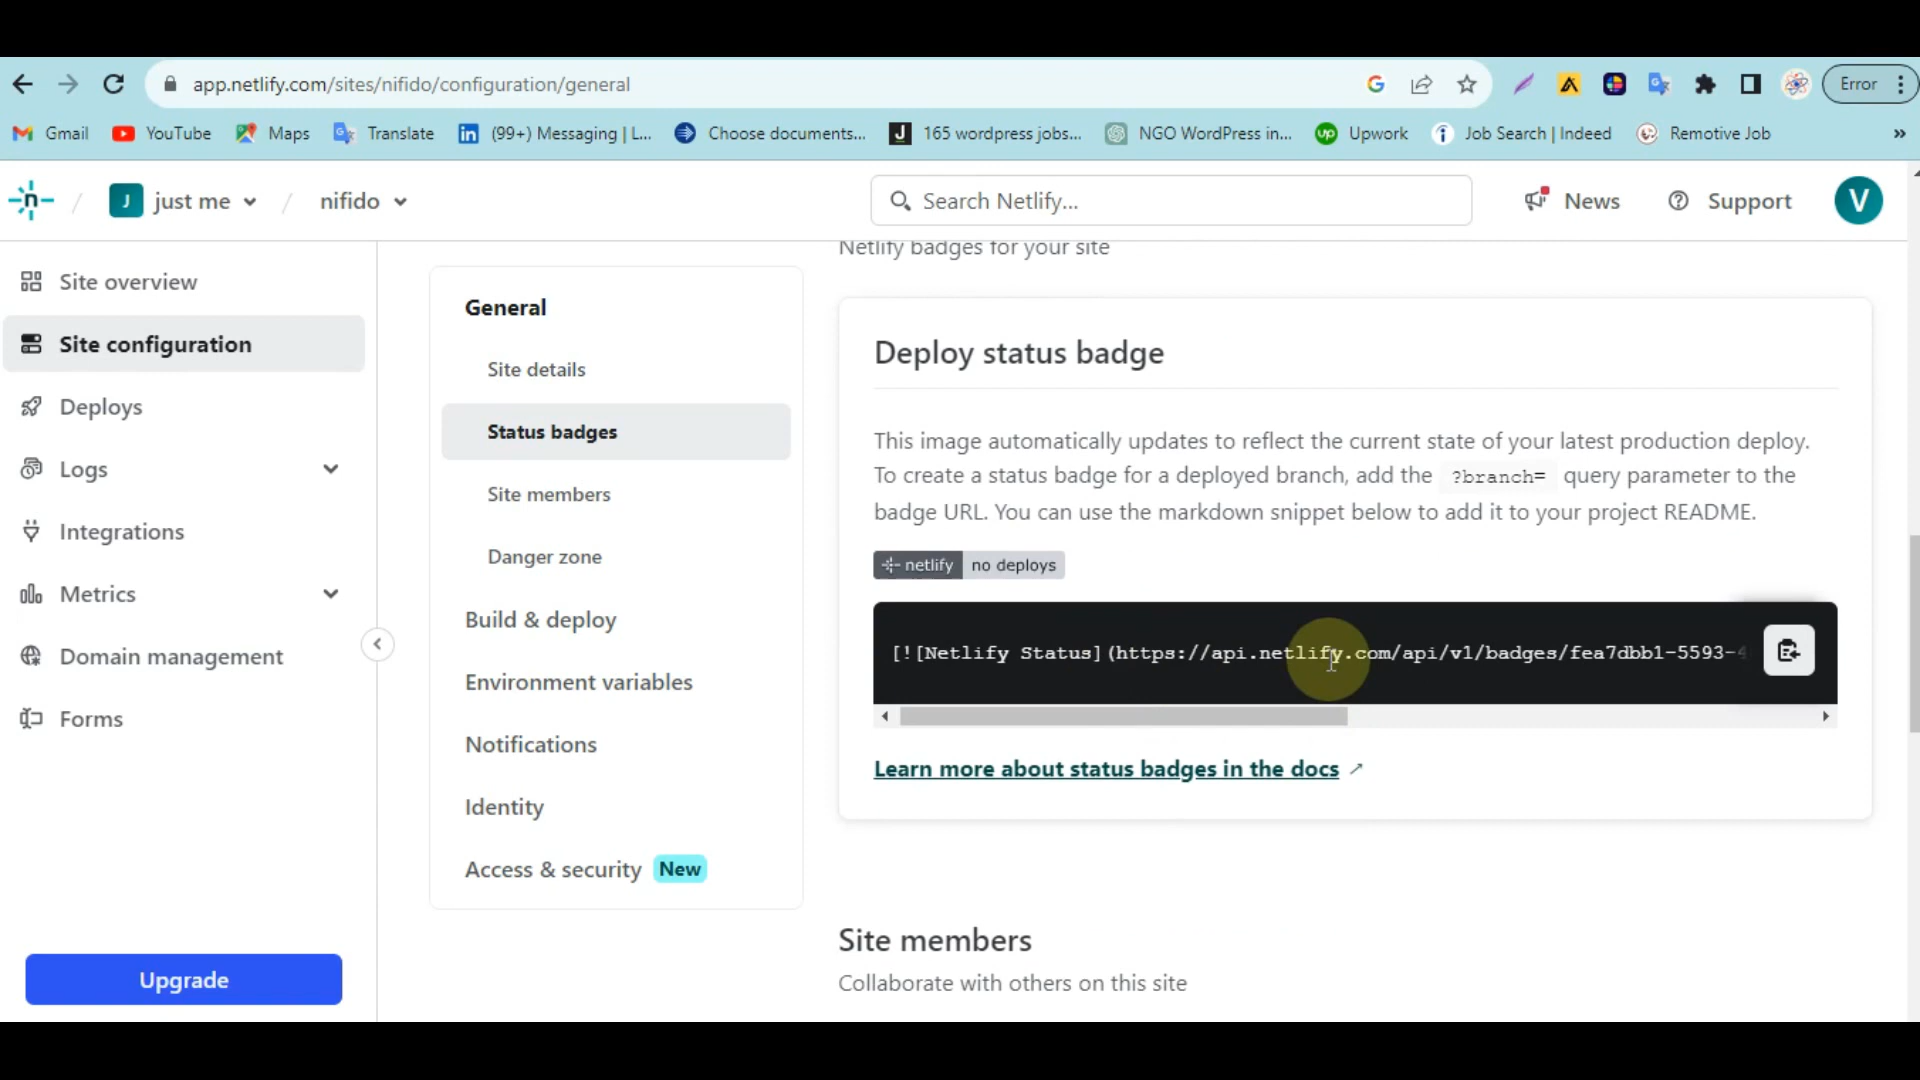 app.netlify.com/sites/nifido/configuration/general
Error
Gmail
YouTube
Maps
Translate
(99+) Messaging | L...
Choose documents...
165 wordpress jobs...
NGO WordPress in...
Upwork
Job Search | Indeed
Remotive Job
»
n
/
J
just me
/
nifido
Search Netlify...
News
Support
V
Site overview
Site configuration
Deploys
Logs
Integrations
Metrics
Domain management
Forms
Upgrade
General
Site details
Status badges
Site members
Danger zone
Build & deploy
Environment variables
Notifications
Identity
Access & security New
Netlify badges for your site
Deploy status badge
This image automatically updates to reflect the current state of your latest production deploy.
To create a status badge for a deployed branch, add the ?branch= query parameter to the
badge URL. You can use the markdown snippet below to add it to your project README.
netlify no deploys
[![Netlify Status](https://api.netlify.com/api/v1/badges/fea7dbb1-5593-4
Learn more about status badges in the docs
Site members
Collaborate with others on this site